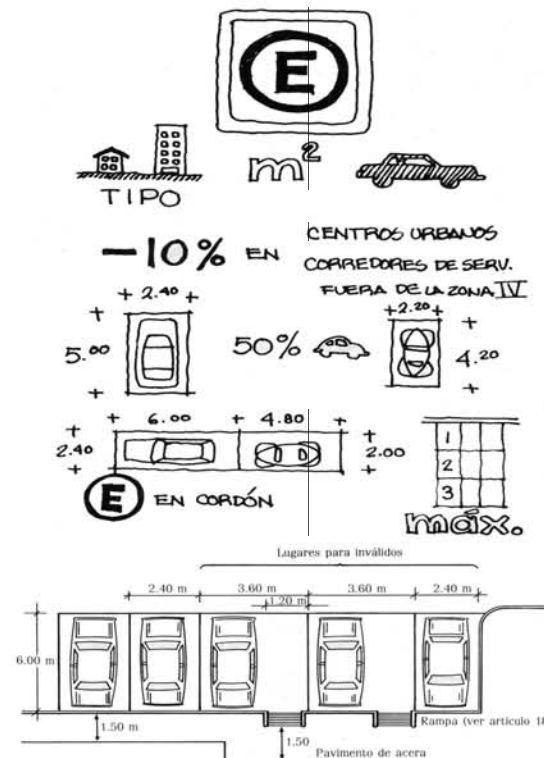 E
m²
TIPO
-10% EN CENTROS URBANOS
CORREDORES DE SERV.
FUERA DE LA ZONA IV
2.40
2.20
5.00
50%
4.20
6.00
4.80
2.40
2.00
1
2
3
E EN CORDÓN
máx.
Lugares para inválidos
2.40 m
3.60 m
3.60 m
2.40 m
1.20 m
6.00 m
1.50 m
Rampa (ver artículo 18
1.50
Pavimento de acera